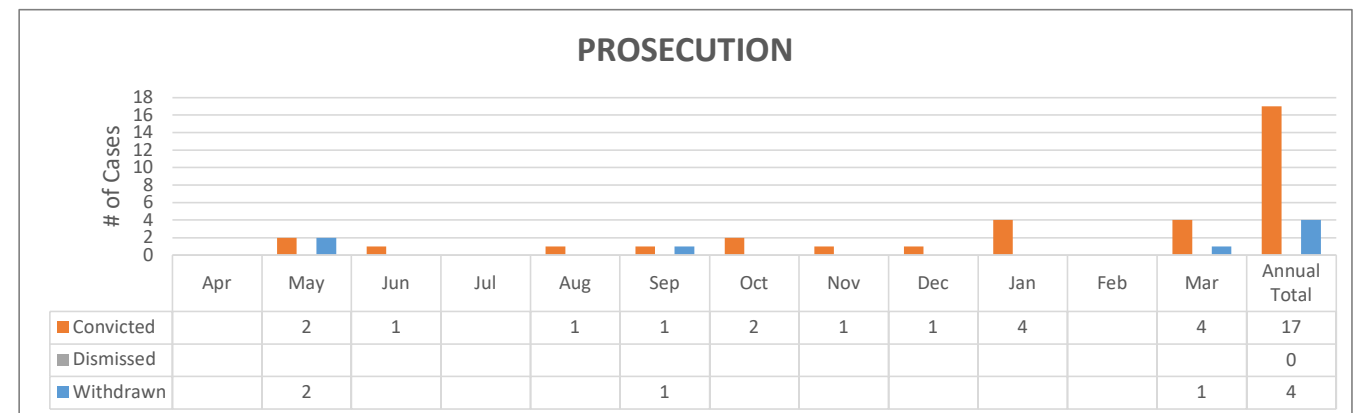 PROSECUTION
# of Cases
18
16
14
12
10
8
6
4
2
0
Apr May Jun Jul Aug Sep Oct Nov Dec Jan Feb Mar Annual Total
Convicted 2 1 1 1 2 1 1 4 4 17
Dismissed 0
Withdrawn 2 1 1 4